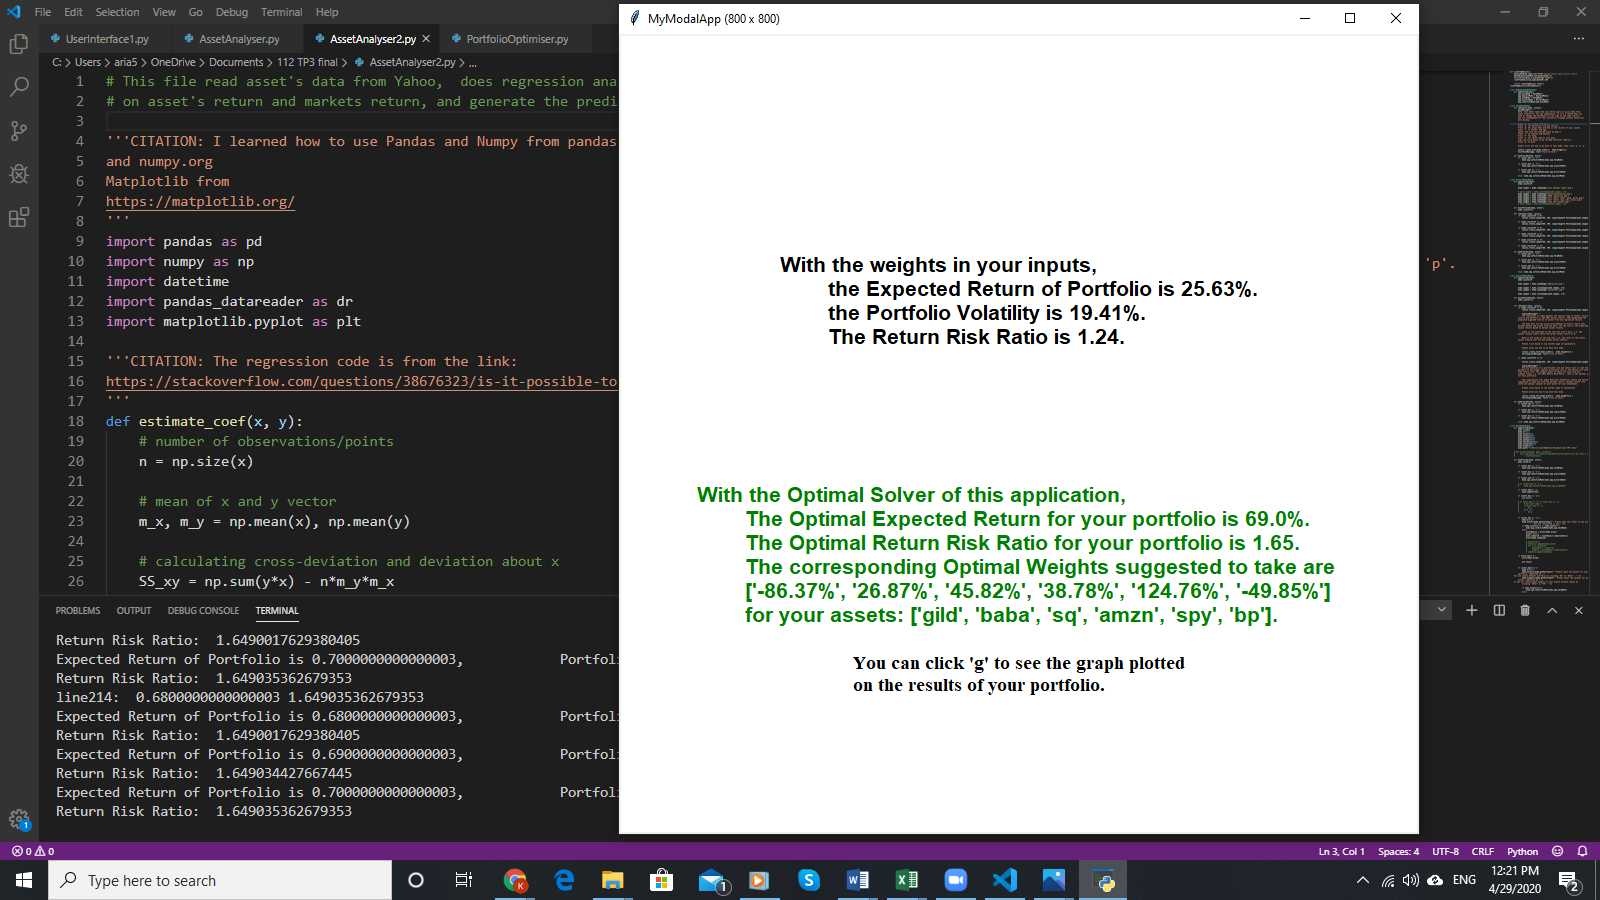 File Edit Selection View Go Debug Terminal Help
MyModalApp (800 x 800)
UserInterface1.py AssetAnalyser.py AssetAnalyser2.py PortfolioOptimiser.py
C: > Users > aria5 > OneDrive > Documents > 112 TP3 final > AssetAnalyser2.py > ...
1 # This file read asset's data from Yahoo, does regression ana
2 # on asset's return and markets return, and generate the predi
3
4 '''CITATION: I learned how to use Pandas and Numpy from pandas
5 and numpy.org
6 Matplotlib from
7 https://matplotlib.org/
8 '''
9 import pandas as pd
10 import numpy as np
11 import datetime
12 import pandas_datareader as dr
13 import matplotlib.pyplot as plt
14
15 '''CITATION: The regression code is from the link:
16 https://stackoverflow.com/questions/38676323/is-it-possible-to
17 '''
18 def estimate_coef(x, y):
19 # number of observations/points
20 n = np.size(x)
21
22 # mean of x and y vector
23 m_x, m_y = np.mean(x), np.mean(y)
24
25 # calculating cross-deviation and deviation about x
26 SS_xy = np.sum(y*x) - n*m_y*m_x
'p'.
With the weights in your inputs,
the Expected Return of Portfolio is 25.63%.
the Portfolio Volatility is 19.41%.
The Return Risk Ratio is 1.24.
With the Optimal Solver of this application,
The Optimal Expected Return for your portfolio is 69.0%.
The Optimal Return Risk Ratio for your portfolio is 1.65.
The corresponding Optimal Weights suggested to take are
['-86.37%', '26.87%', '45.82%', '38.78%', '124.76%', '-49.85%']
for your assets: ['gild', 'baba', 'sq', 'amzn', 'spy', 'bp'].
You can click 'g' to see the graph plotted
on the results of your portfolio.
PROBLEMS OUTPUT DEBUG CONSOLE TERMINAL
Return Risk Ratio: 1.6490017629380405
Expected Return of Portfolio is 0.7000000000000003, Portfoli
Return Risk Ratio: 1.649035362679353
line214: 0.6800000000000003 1.649035362679353
Expected Return of Portfolio is 0.6800000000000003, Portfoli
Return Risk Ratio: 1.6490017629380405
Expected Return of Portfolio is 0.6900000000000003, Portfoli
Return Risk Ratio: 1.649034427667445
Expected Return of Portfolio is 0.7000000000000003, Portfoli
Return Risk Ratio: 1.649035362679353
1
0 0
Ln 3, Col 1 Spaces: 4 UTF-8 CRLF Python
Type here to search
1
ENG
12:21 PM
4/29/2020
2